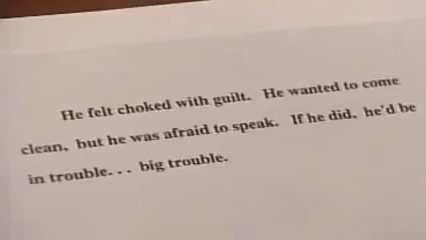 He felt choked with guilt. He wanted to come
clean, but he was afraid to speak. If he did, he'd be
in trouble... big trouble.